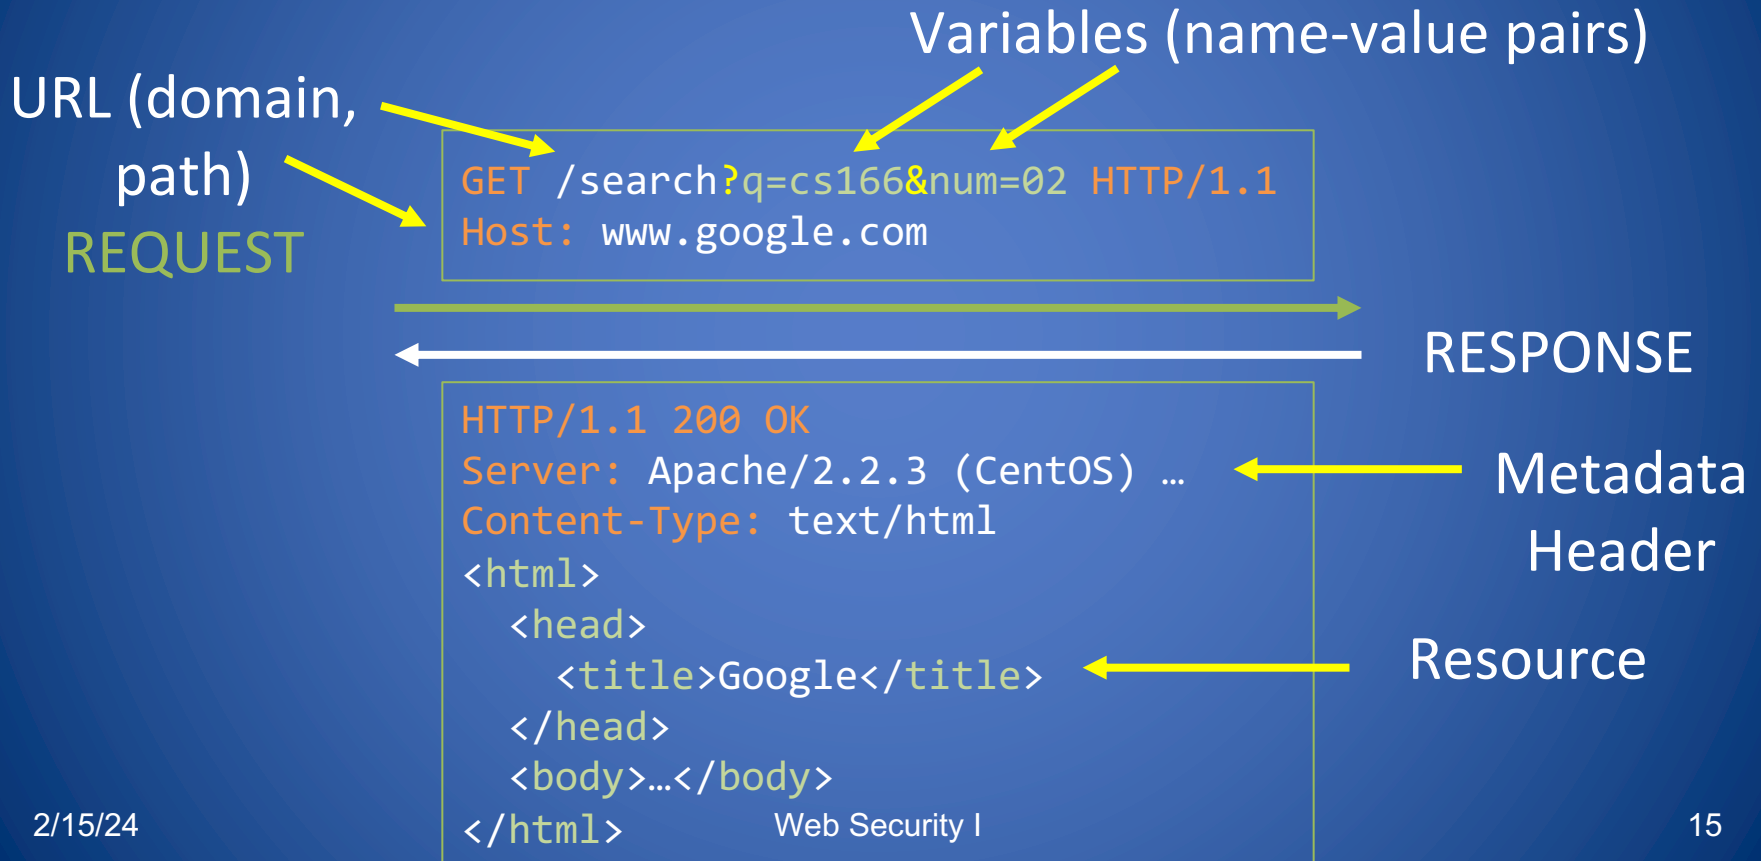 Variables (name-value pairs)
URL (domain,
path)
REQUEST
GET /search?q=cs166&num=02 HTTP/1.1
Host: www.google.com
RESPONSE
HTTP/1.1 200 OK
Server: Apache/2.2.3 (CentOS) …
Content-Type: text/html
<html>
<head>
<title>Google</title>
</head>
<body>…</body>
</html>
Metadata
Header
Resource
2/15/24
Web Security I
15